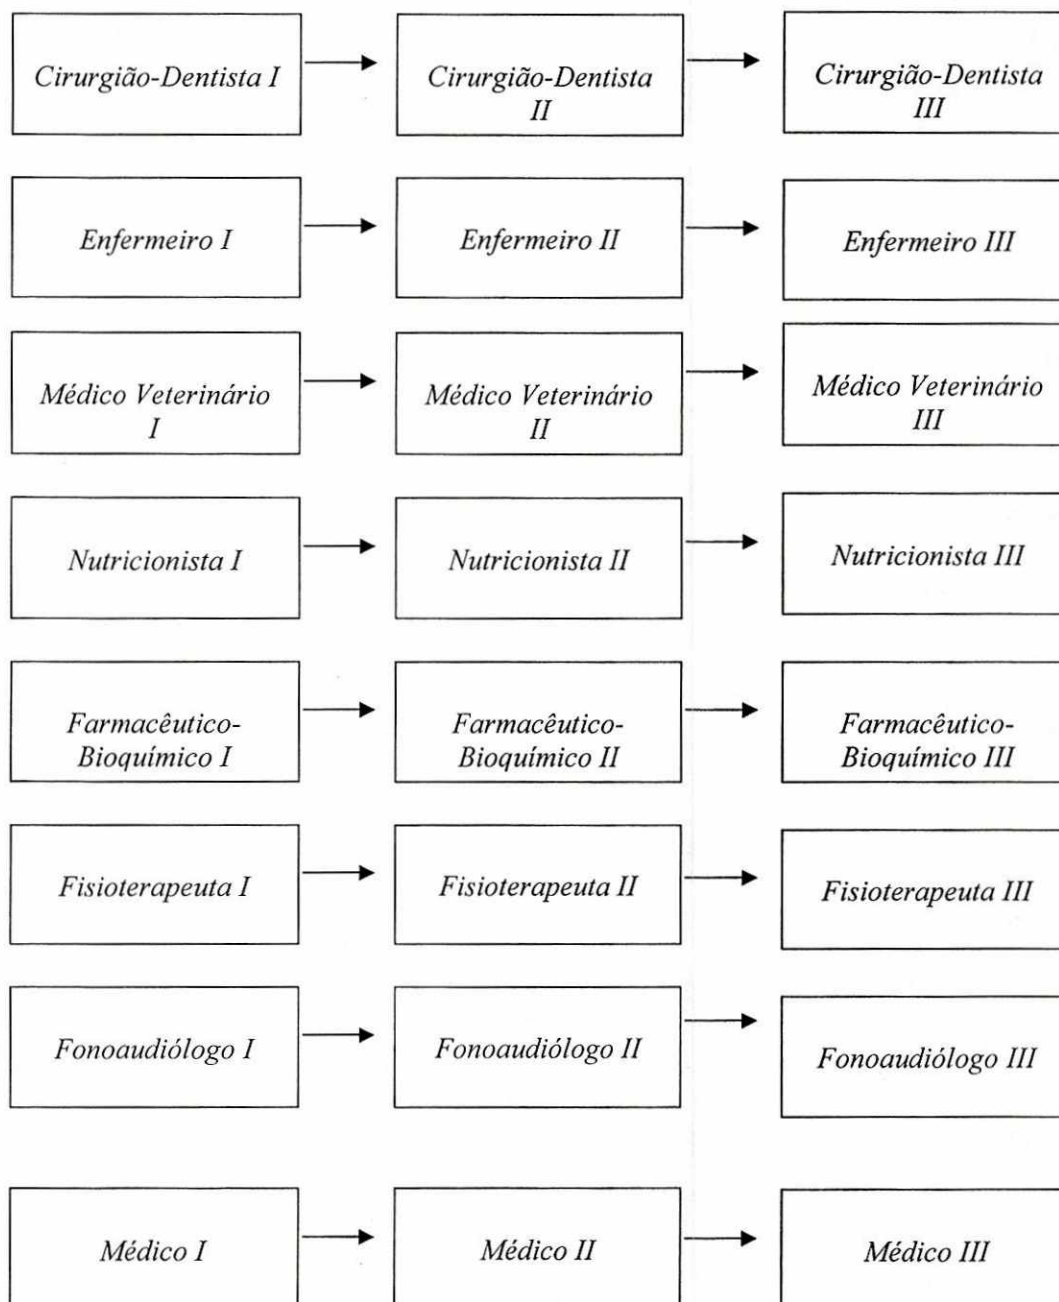 Cirurgião-Dentista I
Cirurgião-Dentista
II
Cirurgião-Dentista
III
Enfermeiro I
Enfermeiro II
Enfermeiro III
Médico Veterinário
I
Médico Veterinário
II
Médico Veterinário
III
Nutricionista I
Nutricionista II
Nutricionista III
Farmacêutico-
Bioquímico I
Farmacêutico-
Bioquímico II
Farmacêutico-
Bioquímico III
Fisioterapeuta I
Fisioterapeuta II
Fisioterapeuta III
Fonoaudiólogo I
Fonoaudiólogo II
Fonoaudiólogo III
Médico I
Médico II
Médico III